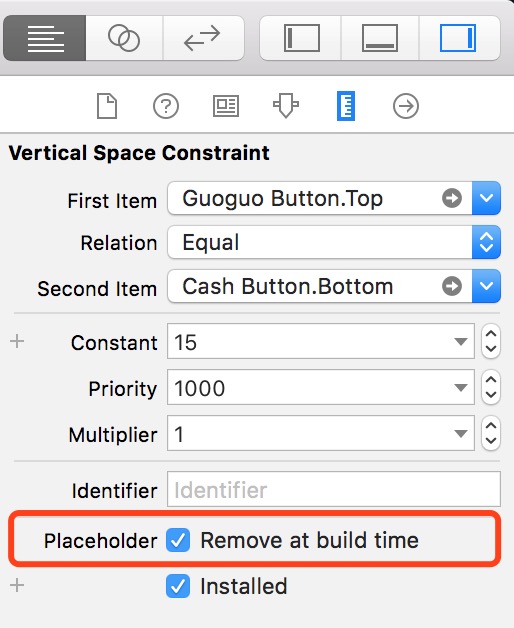 Vertical Space Constraint
First Item Guoguo Button.Top
Relation Equal
Second Item Cash Button.Bottom
+ Constant 15
Priority 1000
Multiplier 1
Identifier Identifier
Placeholder Remove at build time
+ Installed